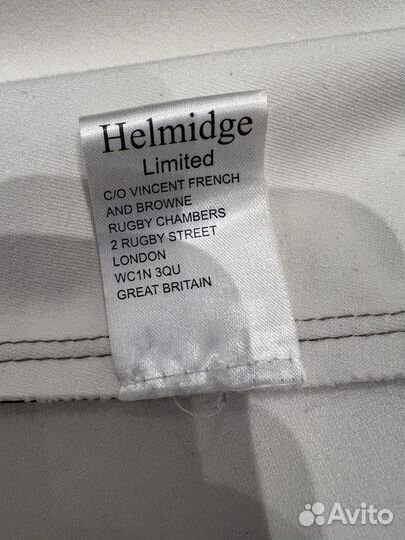 Helmidge
Limited
C/O VINCENT FRENCH
AND BROWNE
RUGBY CHAMBERS
2 RUGBY STREET
LONDON
WC1N 3QU
GREAT BRITAIN
Avito